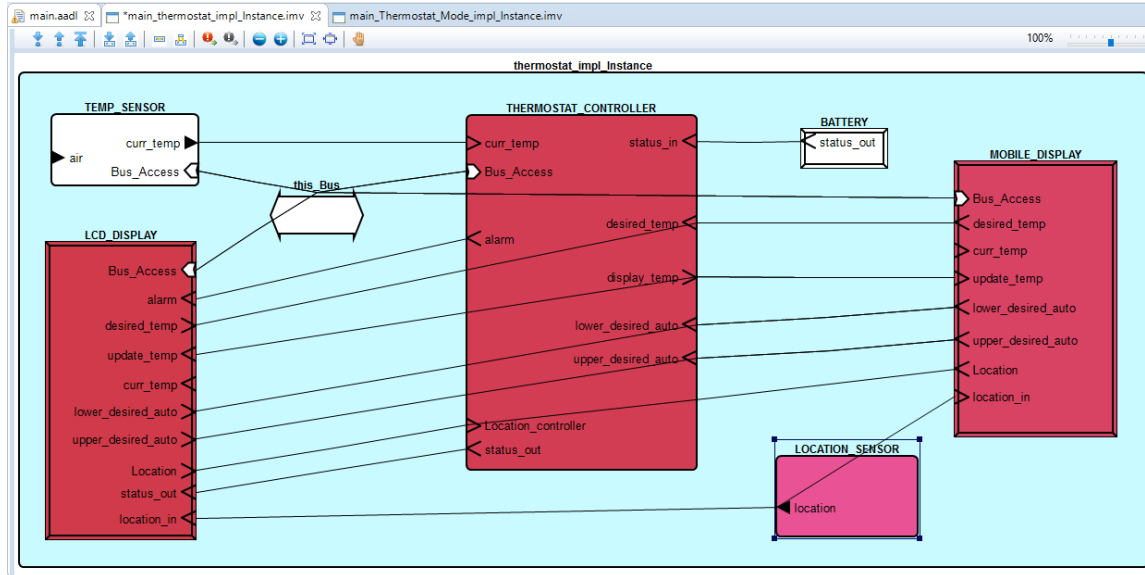 main.aadl
*main_thermostat_impl_Instance.imv
main_Thermostat_Mode_impl_Instance.imv
100%
thermostat_impl_Instance
TEMP_SENSOR
curr_temp
air
Bus_Access
this_Bus
LCD_DISPLAY
Bus_Access
alarm
desired_temp
update_temp
curr_temp
lower_desired_auto
upper_desired_auto
Location
status_out
location_in
THERMOSTAT_CONTROLLER
curr_temp
status_in
Bus_Access
desired_temp
alarm
display_temp
lower_desired_auto
upper_desired_auto
Location_controller
status_out
BATTERY
status_out
MOBILE_DISPLAY
Bus_Access
desired_temp
curr_temp
update_temp
lower_desired_auto
upper_desired_auto
Location
location_in
LOCATION_SENSOR
location